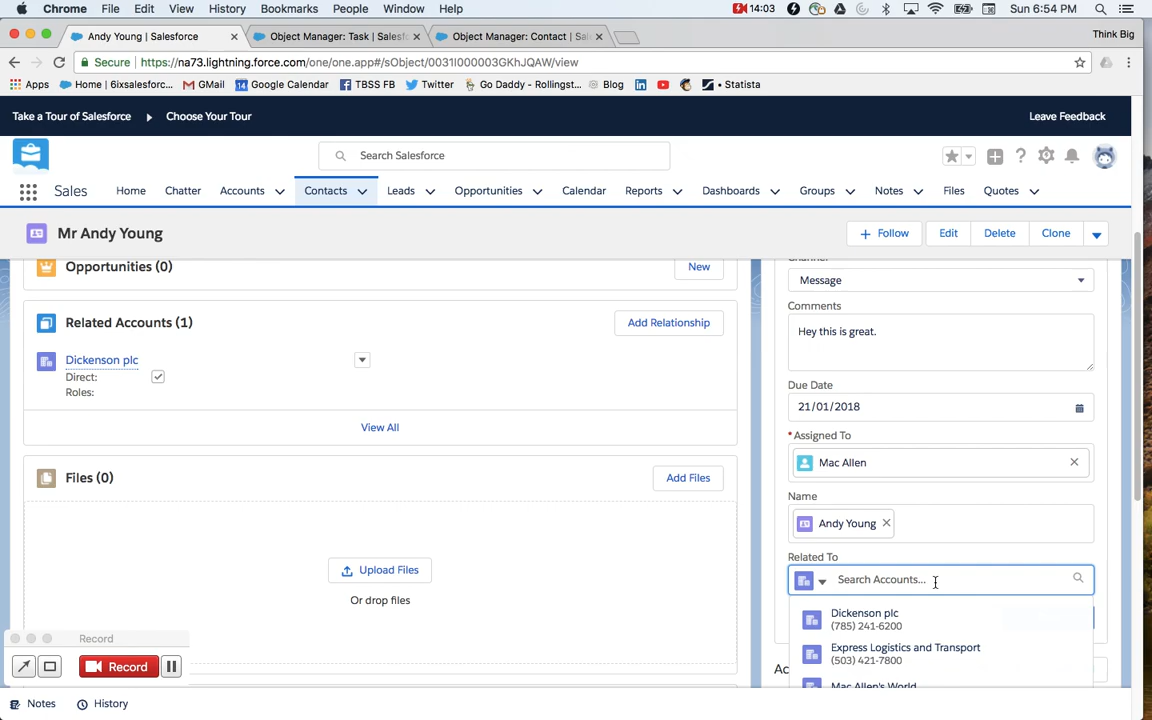 Chrome File Edit View History Bookmarks People Window Help 14:03 Sun 6:54 PM
Andy Young | Salesforce Object Manager: Task | Salesf Object Manager: Contact | Sal Think Big
Secure https://na73.lightning.force.com/one/one.app#/sObject/0031I000003GKhJQAW/view
Apps Home | 6ixsalesforc... GMail Google Calendar TBSS FB Twitter Go Daddy - Rollingst... Blog • Statista
Take a Tour of Salesforce Choose Your Tour Leave Feedback
Search Salesforce
Sales Home Chatter Accounts Contacts Leads Opportunities Calendar Reports Dashboards Groups Notes Files Quotes
Mr Andy Young + Follow Edit Delete Clone
Opportunities (0) New
Related Accounts (1) Add Relationship
Dickenson plc
Direct:
Roles:
View All
Files (0) Add Files
Upload Files
Or drop files
Channel
Message
Comments
Hey this is great.
Due Date
21/01/2018
*Assigned To
Mac Allen
Name
Andy Young
Related To
Search Accounts...
Dickenson plc
(785) 241-6200
Express Logistics and Transport
(503) 421-7800
Mac Allen's World
Ac
Record
Record
Notes History